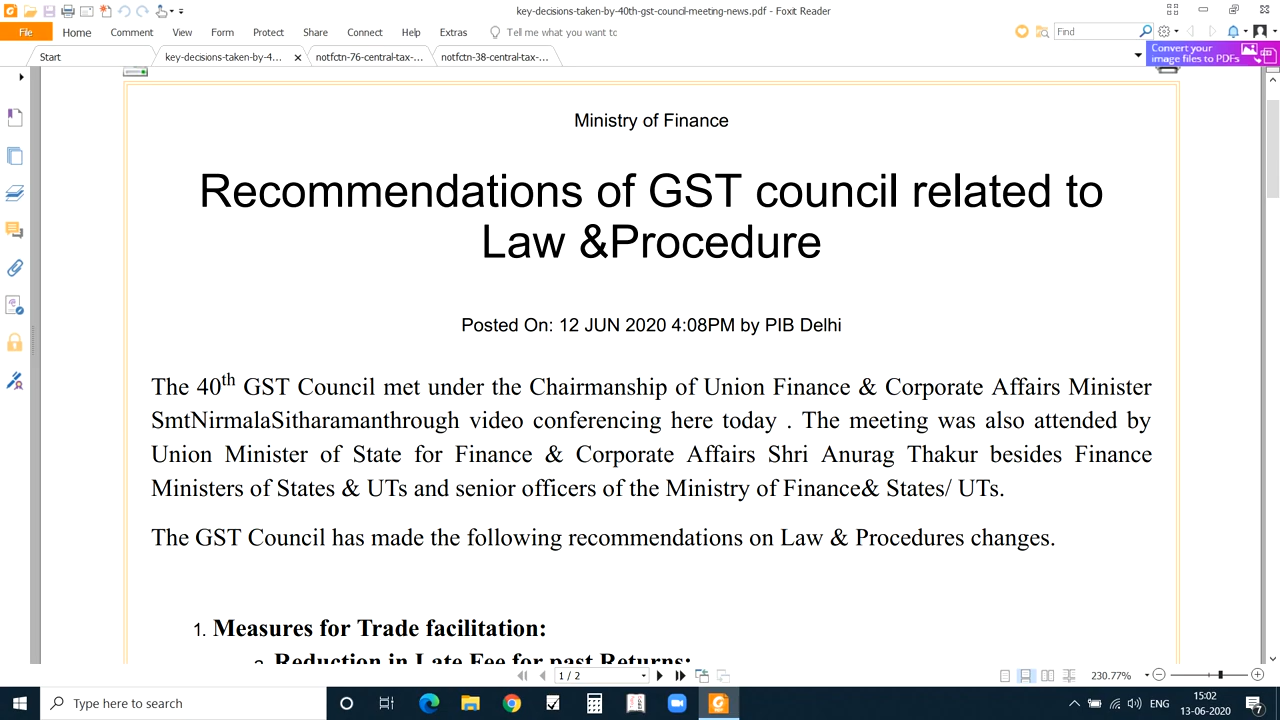 key-decisions-taken-by-40th-gst-council-meeting-news.pdf - Foxit Reader
File Home Comment View Form Protect Share Connect Help Extras Tell me what you want tc Find
Start key-decisions-taken-by-4... notfctn-76-central-tax-... notfctn-38-central-tax-...
Convert your
image files to PDFs
Ministry of Finance
Recommendations of GST council related to
Law &Procedure
Posted On: 12 JUN 2020 4:08PM by PIB Delhi
The 40th GST Council met under the Chairmanship of Union Finance & Corporate Affairs Minister
SmtNirmalaSitharamanthrough video conferencing here today . The meeting was also attended by
Union Minister of State for Finance & Corporate Affairs Shri Anurag Thakur besides Finance
Ministers of States & UTs and senior officers of the Ministry of Finance& States/ UTs.
The GST Council has made the following recommendations on Law & Procedures changes.
1. Measures for Trade facilitation:
a. Reduction in Late Fee for past Returns:
1 / 2 230.77%
Type here to search ENG 15:02
13-06-2020 7